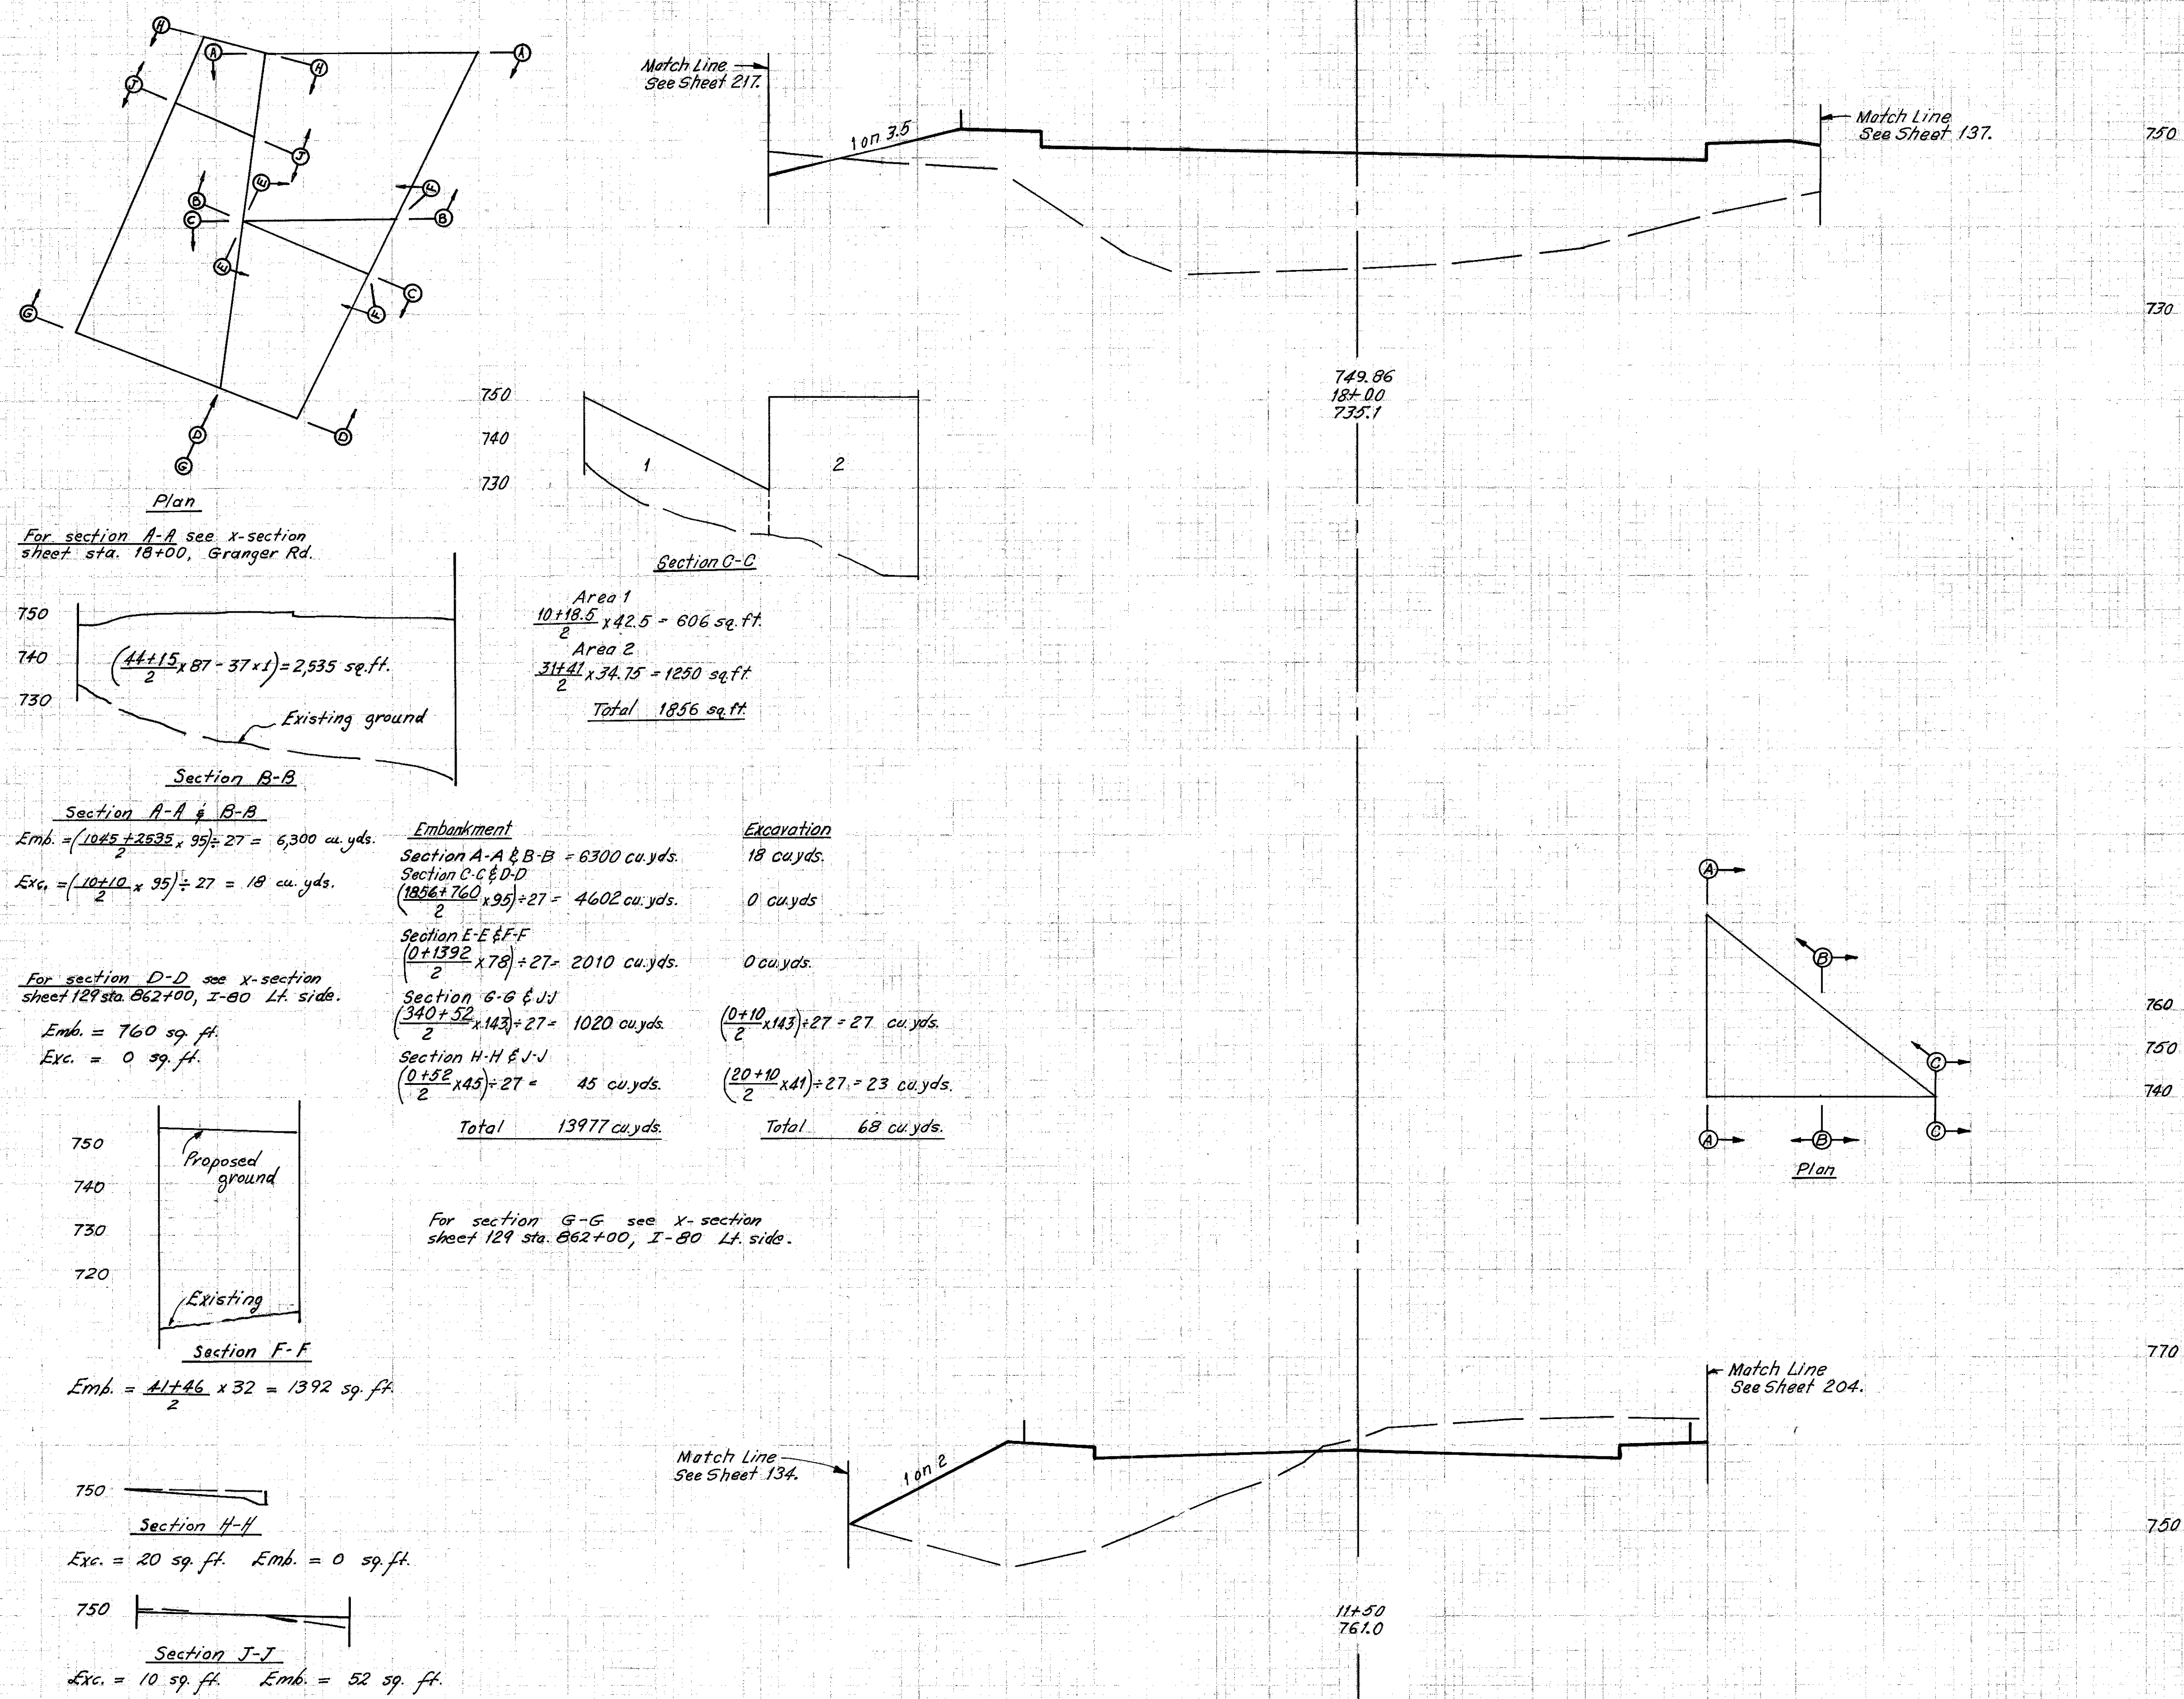 H
A
H
A
J
J
E
F
B
C
B
E
C
F
G
D
D
G
Plan
For section A-A see x-section
sheet sta. 18+00, Granger Rd.
750
740
730
(44+15/2 x 87 - 37x1) = 2,535 sq.ft.
Existing ground
Section B-B
Section A-A & B-B
Emb. = (1045+2535/2 x 95) ÷ 27 = 6,300 cu. yds.
Exc. = (10+10/2 x 95) ÷ 27 = 18 cu. yds.
For section D-D see x-section
sheet 129 sta. 862+00, I-80 Lt. side.
Emb. = 760 sq. ft.
Exc. = 0 sq. ft.
750
740
730
720
Proposed
ground
Existing
Section F-F
Emb. = 41+46/2 x 32 = 1392 sq. ft.
750
Section H-H
Exc. = 20 sq. ft. Emb. = 0 sq. ft.
750
Section J-J
Exc. = 10 sq. ft. Emb. = 52 sq. ft.
750
740
730
1
2
Section C-C
Area 1
10+18.5/2 x 42.5 = 606 sq. ft.
Area 2
31+41/2 x 34.75 = 1250 sq.ft.
Total 1856 sq.ft.
Embankment Excavation
Section A-A & B-B = 6300 cu.yds. 18 cu.yds.
Section C-C & D-D
(1856+760/2 x 95) ÷ 27 = 4602 cu.yds. 0 cu.yds
Section E-E & F-F
(0+1392/2 x 78) ÷ 27 = 2010 cu.yds. 0 cu.yds.
Section G-G & J-J
(340+52/2 x 143) ÷ 27 = 1020 cu.yds. (0+10/2 x 143) ÷ 27 = 27 cu.yds.
Section H-H & J-J
(0+52/2 x 45) ÷ 27 = 45 cu.yds. (20+10/2 x 41) ÷ 27 = 23 cu.yds.
Total 13977 cu.yds. Total 68 cu.yds.
For section G-G see x-section
sheet 129 sta. 862+00, I-80 Lt. side.
Match Line
See Sheet 217.
1 on 3.5
Match Line
See Sheet 137.
750
730
749.86
18+00
735.1
A
B
C
A
B
C
Plan
760
750
740
770
Match Line
See Sheet 204.
Match Line
See Sheet 134.
1 on 2
750
11+50
761.0